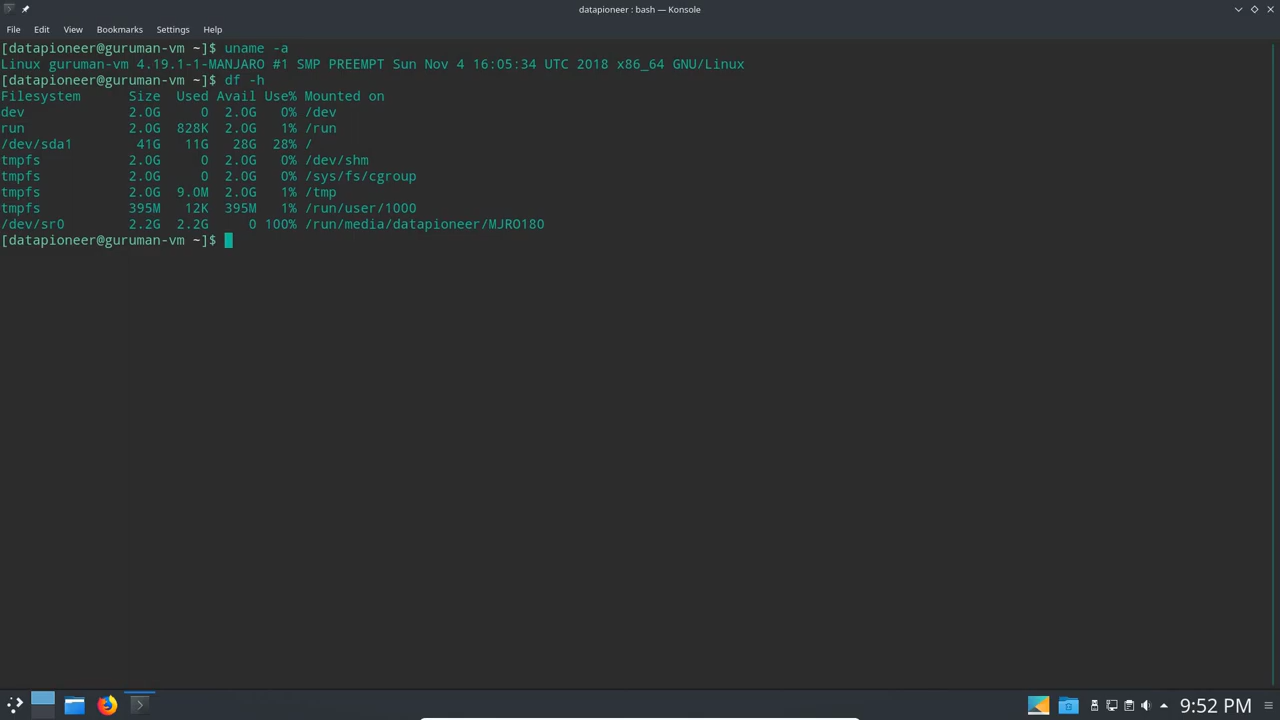 datapioneer : bash — Konsole
File Edit View Bookmarks Settings Help
[datapioneer@guruman-vm ~]$ uname -a
Linux guruman-vm 4.19.1-1-MANJARO #1 SMP PREEMPT Sun Nov 4 16:05:34 UTC 2018 x86_64 GNU/Linux
[datapioneer@guruman-vm ~]$ df -h
Filesystem      Size  Used Avail Use% Mounted on
dev             2.0G     0  2.0G   0% /dev
run             2.0G  828K  2.0G   1% /run
/dev/sda1        41G   11G   28G  28% /
tmpfs           2.0G     0  2.0G   0% /dev/shm
tmpfs           2.0G     0  2.0G   0% /sys/fs/cgroup
tmpfs           2.0G  9.0M  2.0G   1% /tmp
tmpfs           395M   12K  395M   1% /run/user/1000
/dev/sr0        2.2G  2.2G     0 100% /run/media/datapioneer/MJRO180
[datapioneer@guruman-vm ~]$
9:52 PM